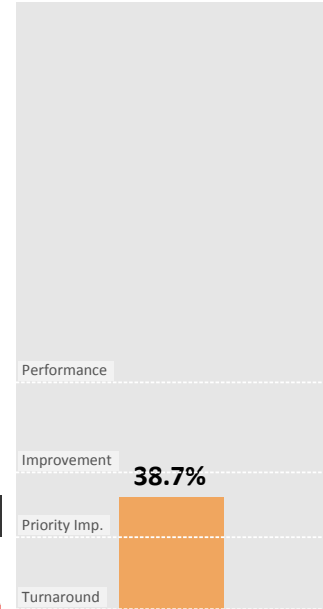 Performance
Improvement
38.7%
Priority Imp.
Turnaround